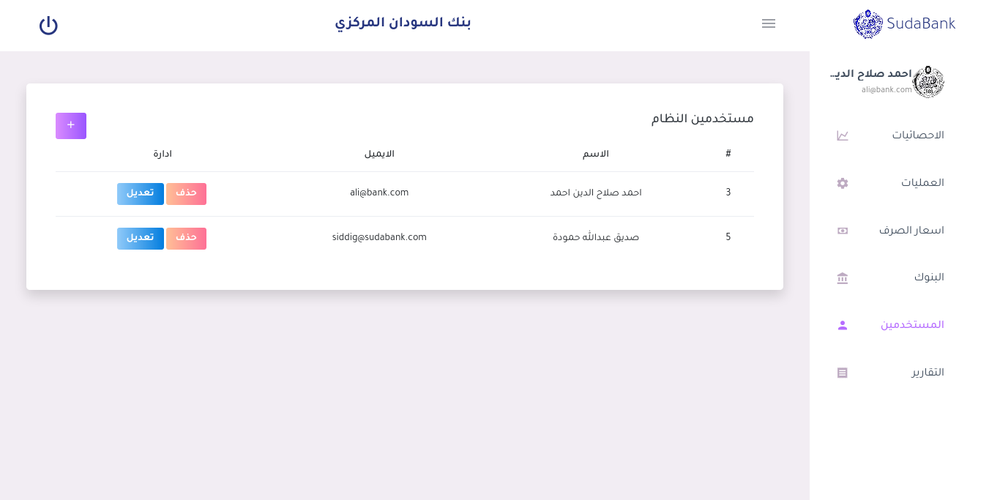 SudaBank
بنك السودان المركزي
احمد صلاح الديـ...
ali@bank.com
الاحصائيات
العمليات
اسعار الصرف
البنوك
المستخدمين
التقارير
مستخدمين النظام
+
# الاسم الايميل ادارة
3 احمد صلاح الدين احمد ali@bank.com حذف تعديل
5 صديق عبدالله حمودة siddig@sudabank.com حذف تعديل